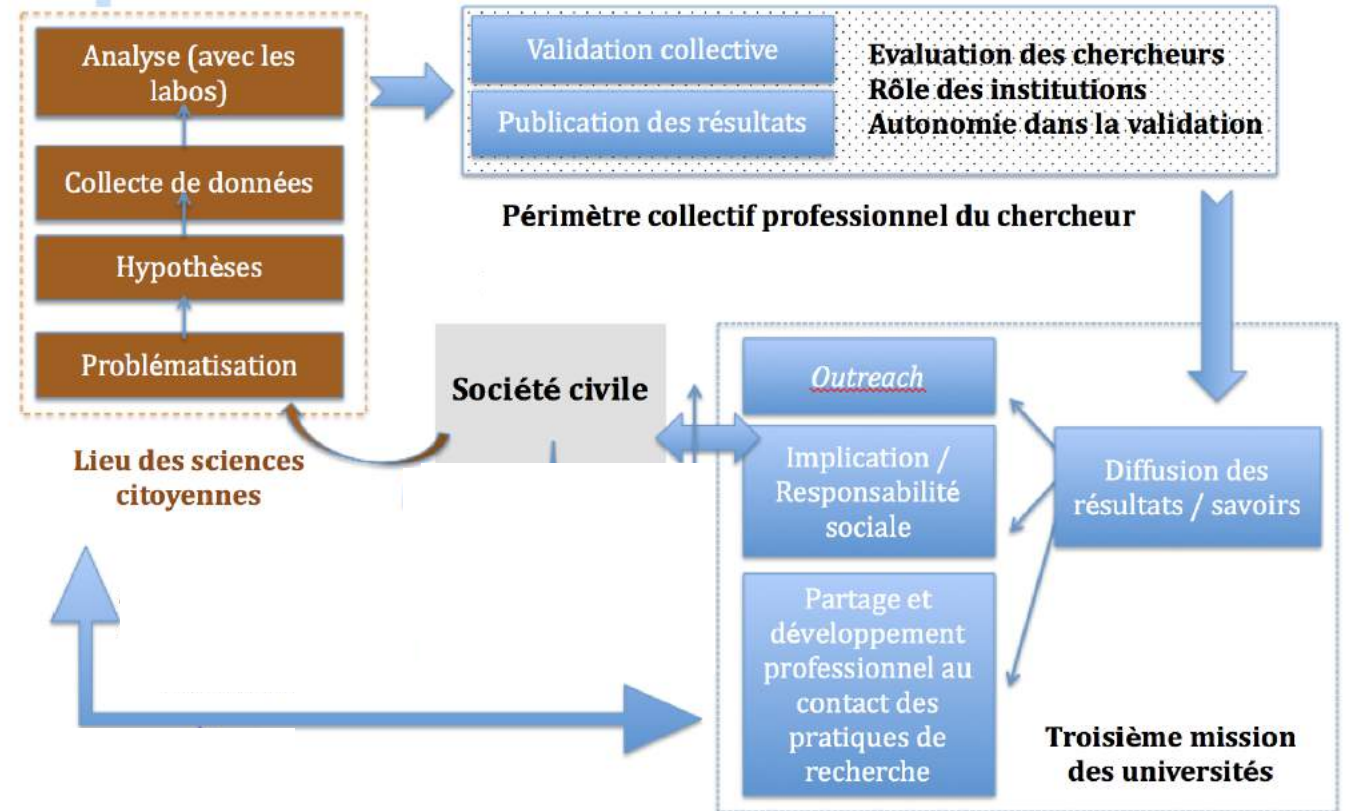 Analyse (avec les
labos)
Collecte de données
Hypothèses
Problématisation
Lieu des sciences
citoyennes
Validation collective
Publication des résultats
Evaluation des chercheurs
Rôle des institutions
Autonomie dans la validation
Périmètre collectif professionnel du chercheur
Société civile
Outreach
Implication /
Responsabilité
sociale
Partage et
développement
professionnel au
contact des
pratiques de
recherche
Diffusion des
résultats / savoirs
Troisième mission
des universités